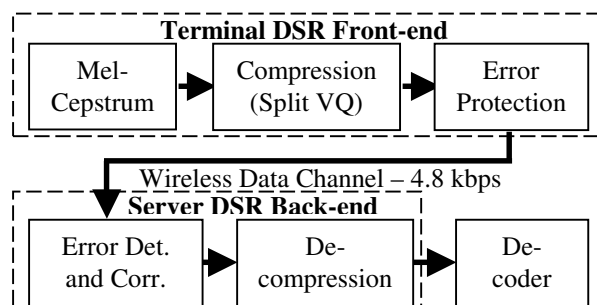 Terminal DSR Front-end
Mel-
Cepstrum
Compression
(Split VQ)
Error
Protection
Wireless Data Channel – 4.8 kbps
Server DSR Back-end
Error Det.
and Corr.
De-
compression
De-
coder